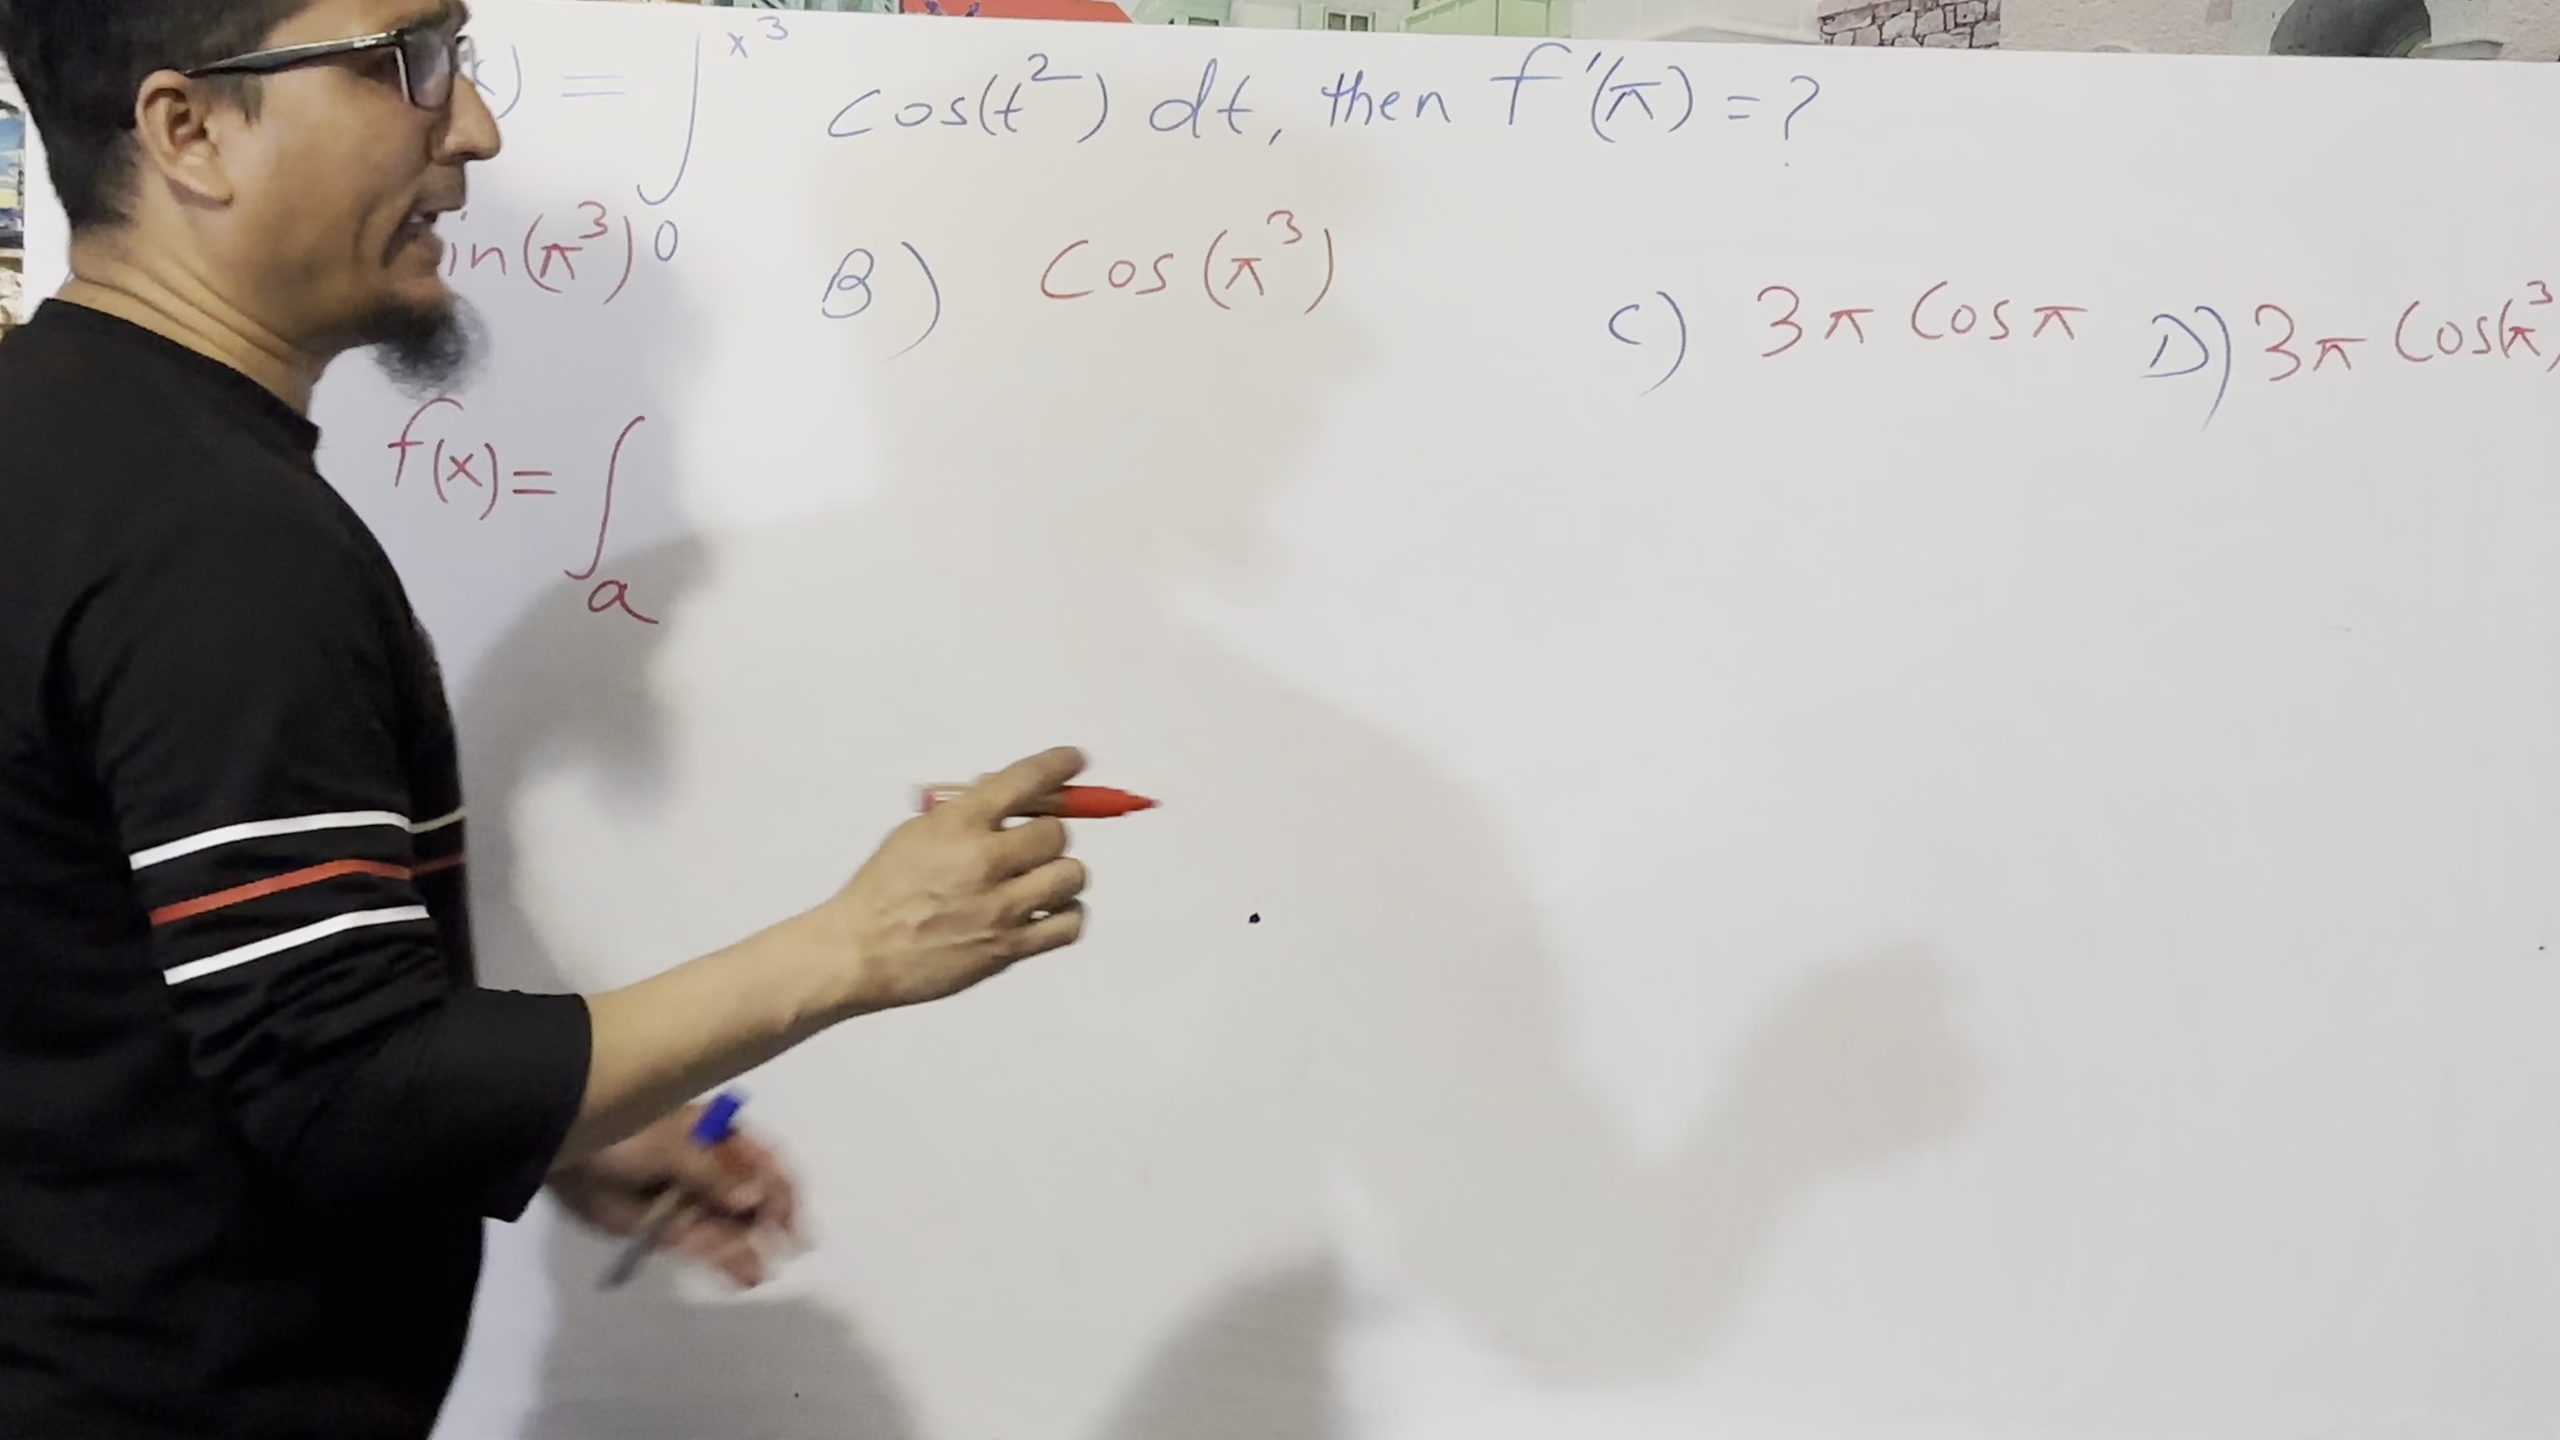 x) = ∫₀^{x³} cos(t²) dt, then f'(π) = ?
in(π³) B) Cos(π³) C) 3π Cos π D) 3π Cos(π³)
f(x) = ∫ₐ